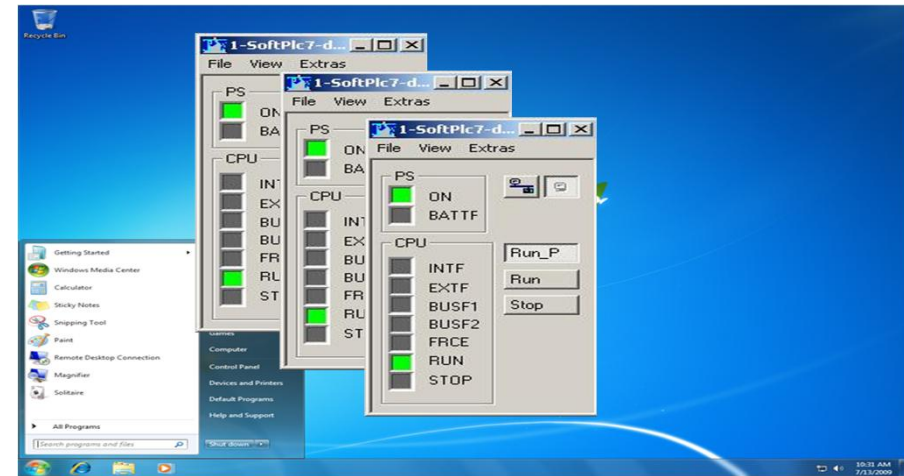 Recycle Bin
1-SoftPlc7-d...
File View Extras
PS
ON
BA
CPU
INT
EX
BU
BU
FR
RU
ST
1-SoftPlc7-d...
File View Extras
PS
ON
BA
CPU
INT
EX
BU
BU
FR
RU
ST
1-SoftPlc7-d...
File View Extras
PS
ON
BATTF
CPU
INTF
EXTF
BUSF1
BUSF2
FRCE
RUN
STOP
Run_P
Run
Stop
Getting Started
Windows Media Center
Calculator
Sticky Notes
Snipping Tool
Paint
Remote Desktop Connection
Magnifier
Solitaire
All Programs
Search programs and files
Games
Computer
Control Panel
Devices and Printers
Default Programs
Help and Support
Shut down
10:31 AM
7/13/2009